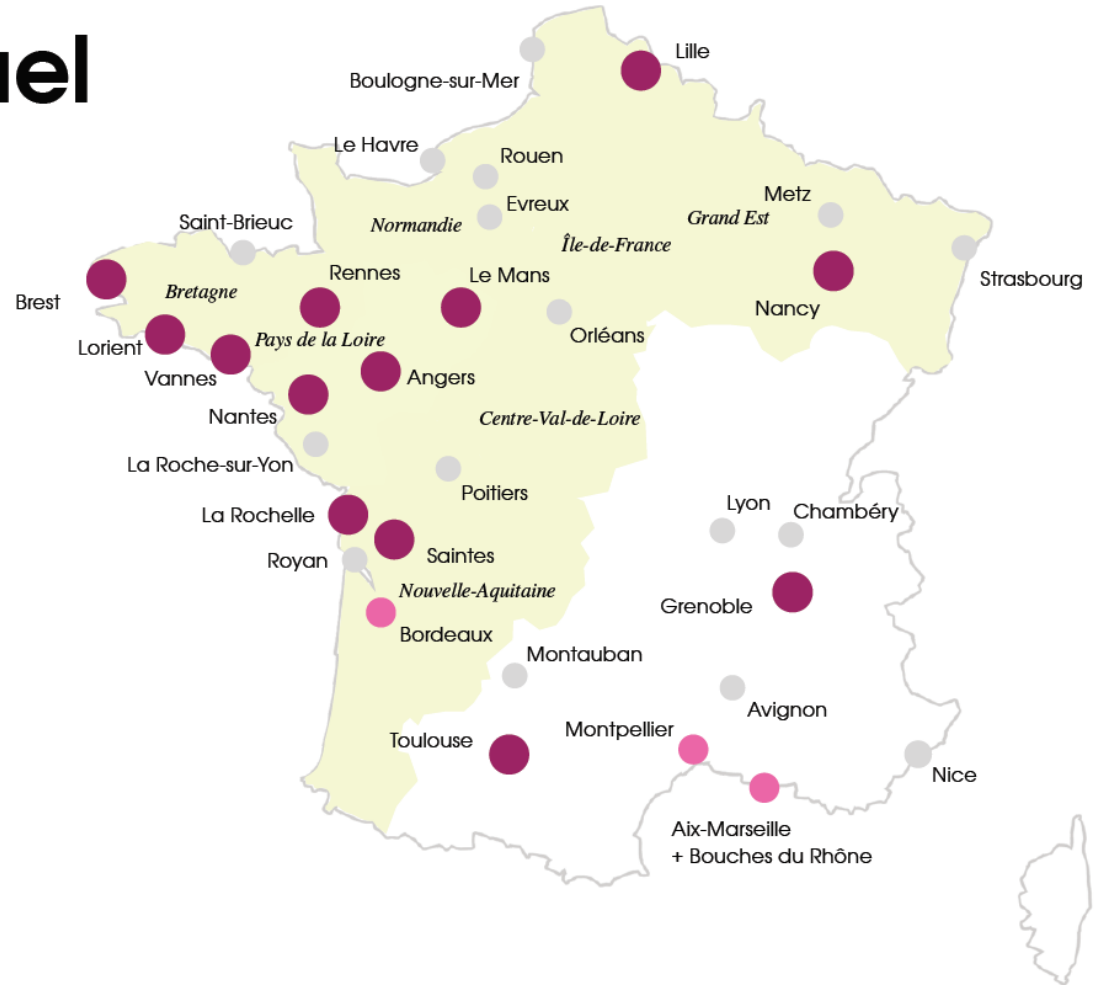 Lille
Boulogne-sur-Mer
Le Havre
Rouen
Metz
Evreux
Grand Est
Saint-Brieuc
Normandie
Île-de-France
Rennes
Le Mans
Strasbourg
Bretagne
Brest
Nancy
Orléans
Pays de la Loire
Lorient
Vannes
Angers
Nantes
Centre-Val-de-Loire
La Roche-sur-Yon
Poitiers
Lyon
Chambéry
La Rochelle
Saintes
Royan
Nouvelle-Aquitaine
Grenoble
Bordeaux
Montauban
Avignon
Montpellier
Toulouse
Nice
Aix-Marseille
+ Bouches du Rhône